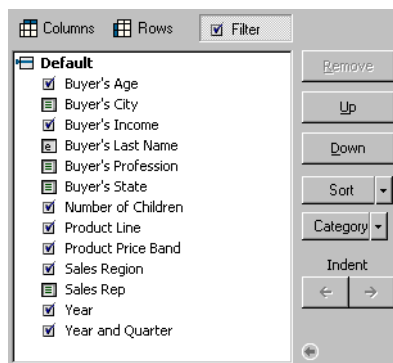 Columns Rows Filter
Default
Buyer's Age
Buyer's City
Buyer's Income
e Buyer's Last Name
Buyer's Profession
Buyer's State
Number of Children
Product Line
Product Price Band
Sales Region
Sales Rep
Year
Year and Quarter
Remove
Up
Down
Sort
Category
Indent